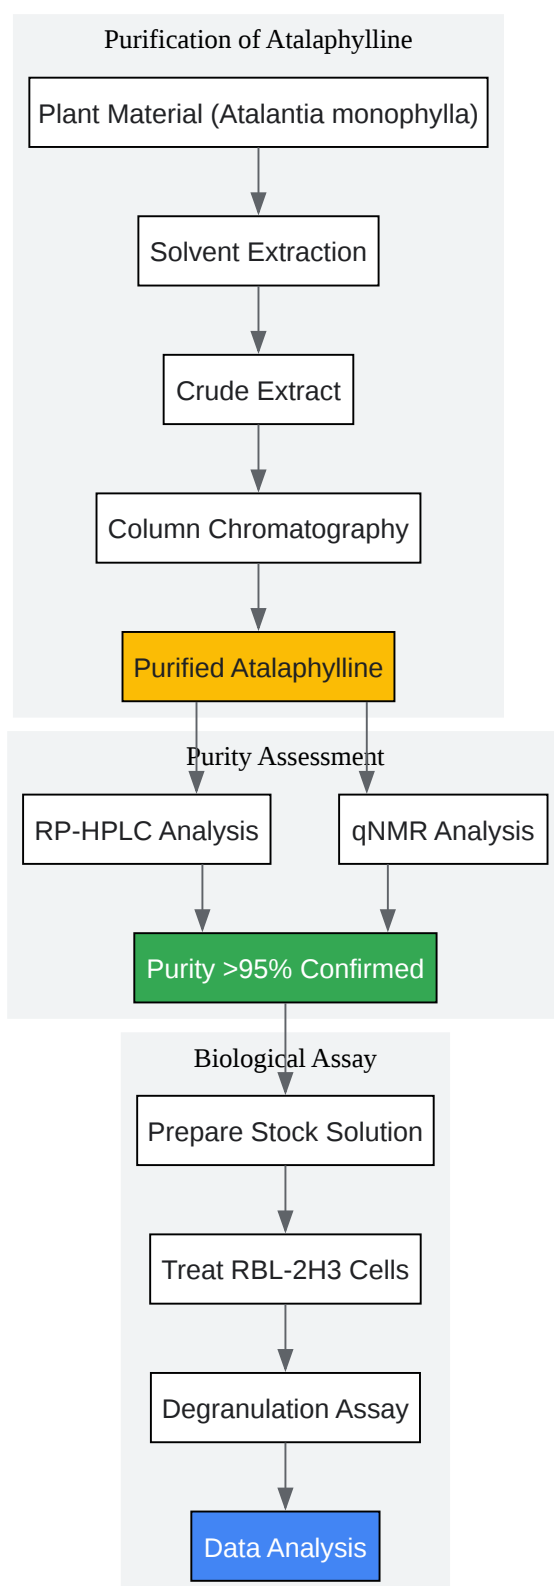 Purification of Atalaphylline
Plant Material (Atalantia monophylla)
Solvent Extraction
Crude Extract
Column Chromatography
Purified Atalaphylline
Purity Assessment
RP-HPLC Analysis
qNMR Analysis
Purity >95% Confirmed
Biological Assay
Prepare Stock Solution
Treat RBL-2H3 Cells
Degranulation Assay
Data Analysis